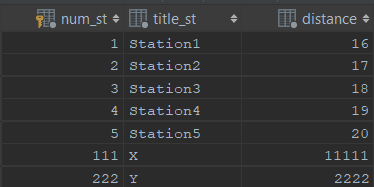 num_st title_st distance
1 Station1 16
2 Station2 17
3 Station3 18
4 Station4 19
5 Station5 20
111 X 11111
222 Y 2222